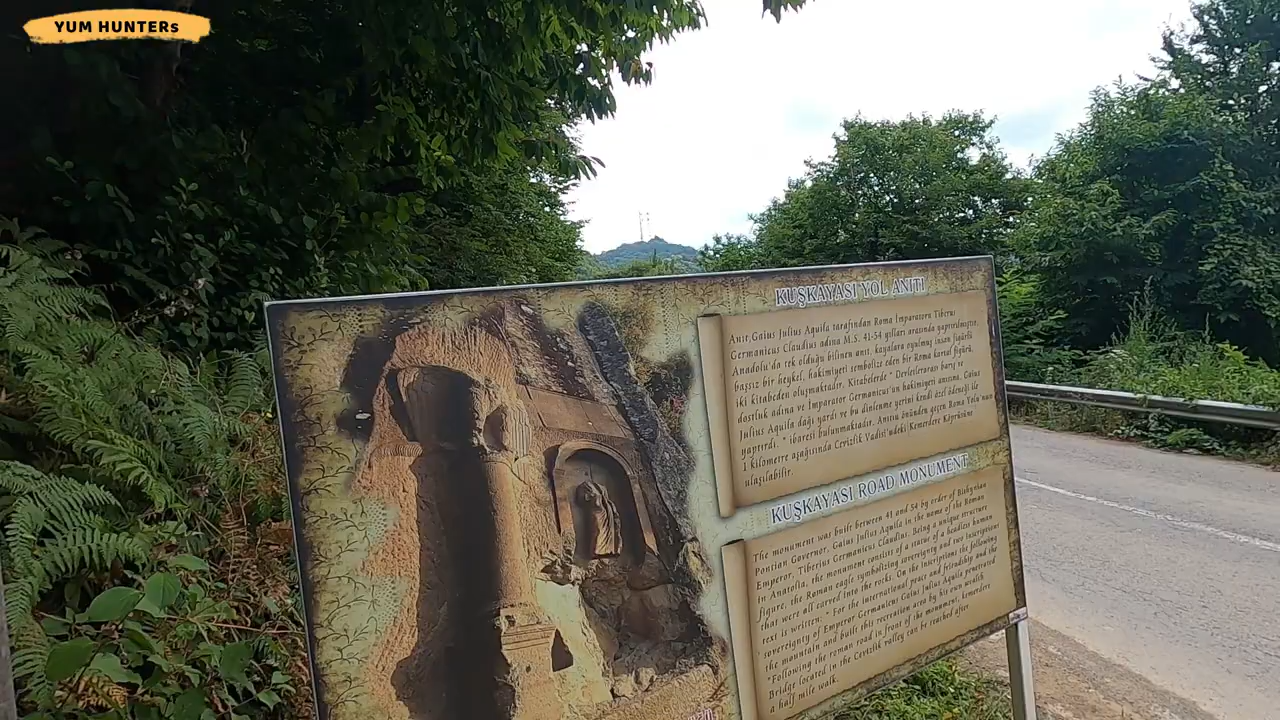 YUM HUNTERs
KUŞKAYASI YOL ANITI
Anıt, Gaius Julius Aquila tarafından Roma İmparatoru Tiberius
Germanicus Claudius adına M.S. 41-54 yılları arasında yaptırılmıştır.
Anadolu'da tek olduğu bilinen anıt, kayalara oyulmuş insan figürlü
başsız bir heykel, hakimiyeti sembolize eden bir Roma kartal figürü,
iki kitabeden oluşmaktadır. Kitabelerde " Devletlerarası barış ve
dostluk adına ve İmparator Germanicus'un hakimiyeti anısına, Gaius
Julius Aquila dağı yardı ve bu dinlenme yerini kendi özel ödeneği ile
yaptırdı. " ibaresi bulunmaktadır. Anıtın önünden geçen Roma Yolu'nun
1 kilometre aşağısında Cevizlik Vadisi'ndeki Kemerdere Köprüsüne
ulaşılabilir.
KUŞKAYASI ROAD MONUMENT
The monument was built between 41 and 54 by order of Bithynian
Pontian Governor, Gaius Julius Aquila in the name of the Roman
Emperor, Tiberius Germanicus Claudius. Being a unique structure
in Anatolia, the monument consists of a statue of a headless human
figure, the Roman eagle symbolizing sovereignty and two inscriptions
that were all carved into the rocks. On the inscriptions the following
text is written: " For the international peace and friendship and the
sovereignty of Emperor Germanicus Gaius Julius Aquila penetrated
the mountain and built this recreation area by his own wealth
"Following the roman road in front of the monument, kemerdere
Bridge located in the Cevizlik valley can be reached after
a half mile walk.